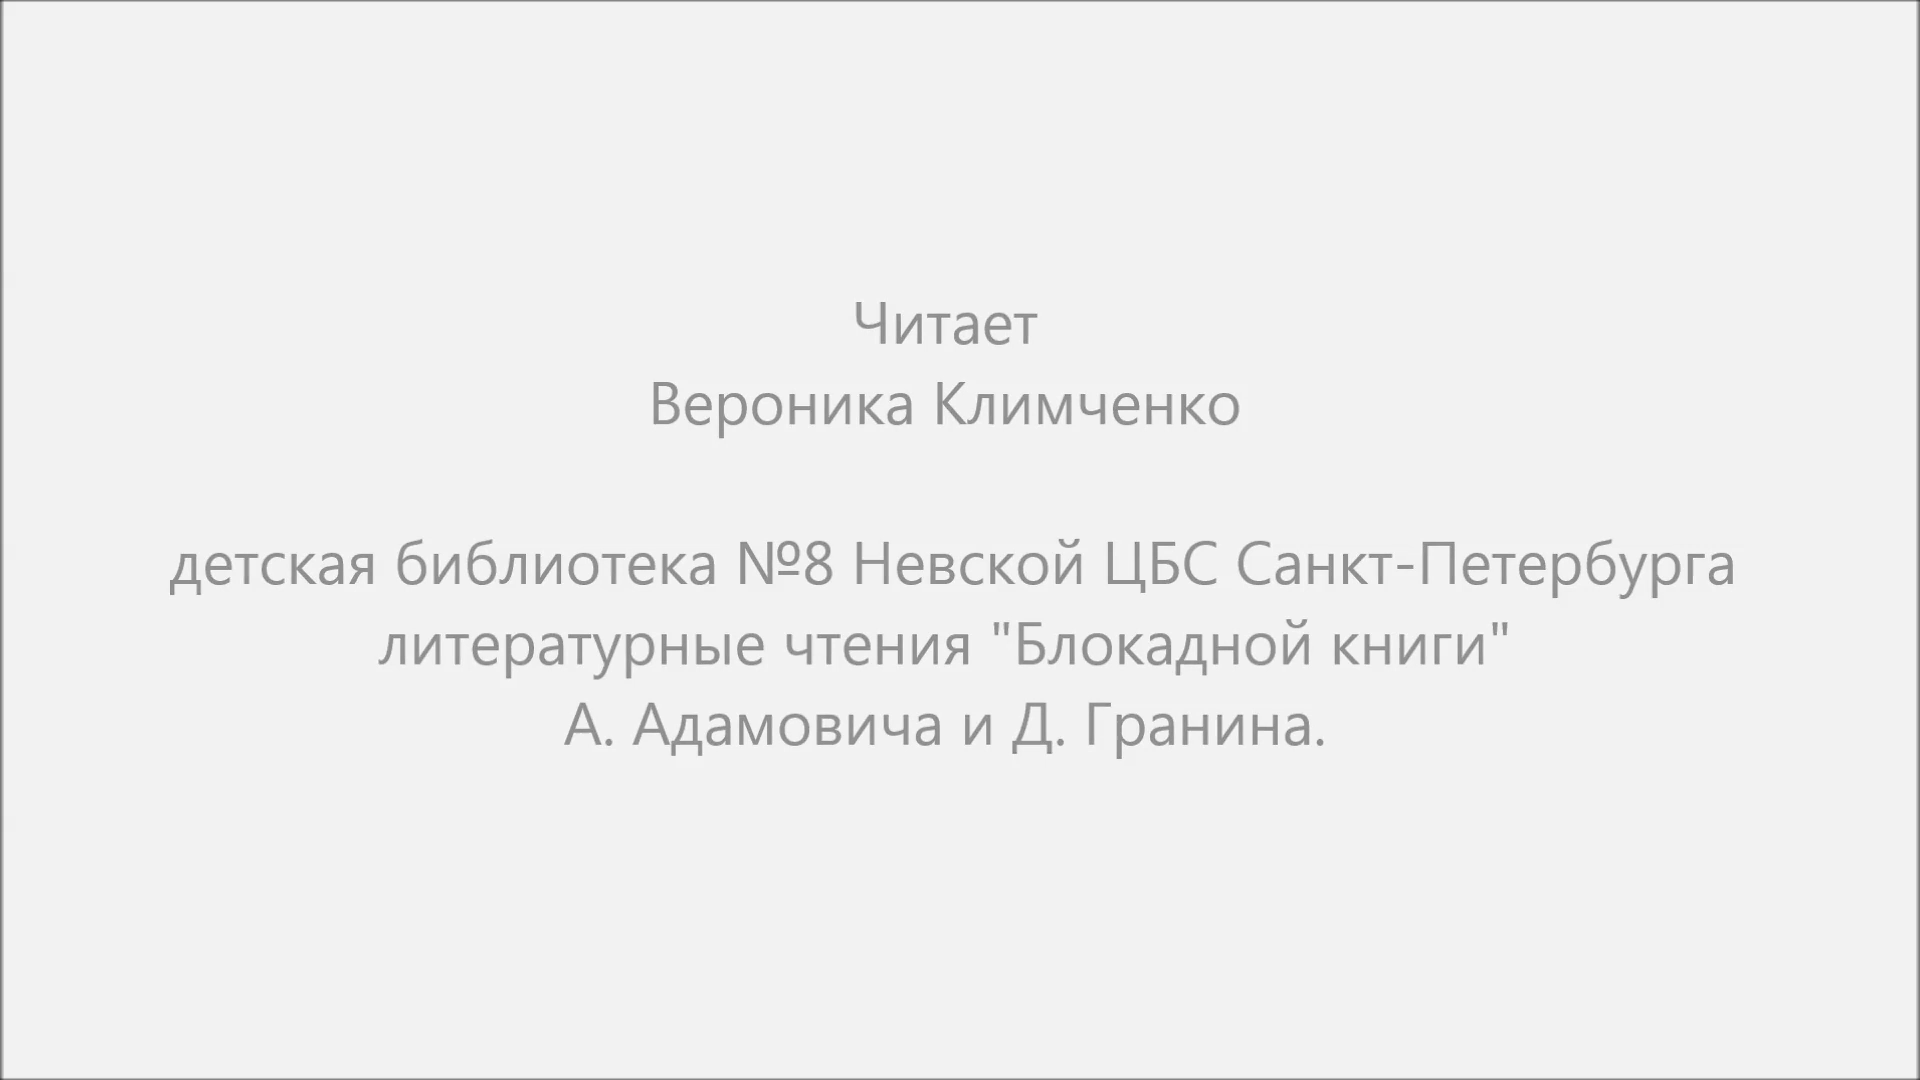 Читает
Вероника Климченко
детская библиотека №8 Невской ЦБС Санкт-Петербурга
литературные чтения "Блокадной книги"
А. Адамовича и Д. Гранина.